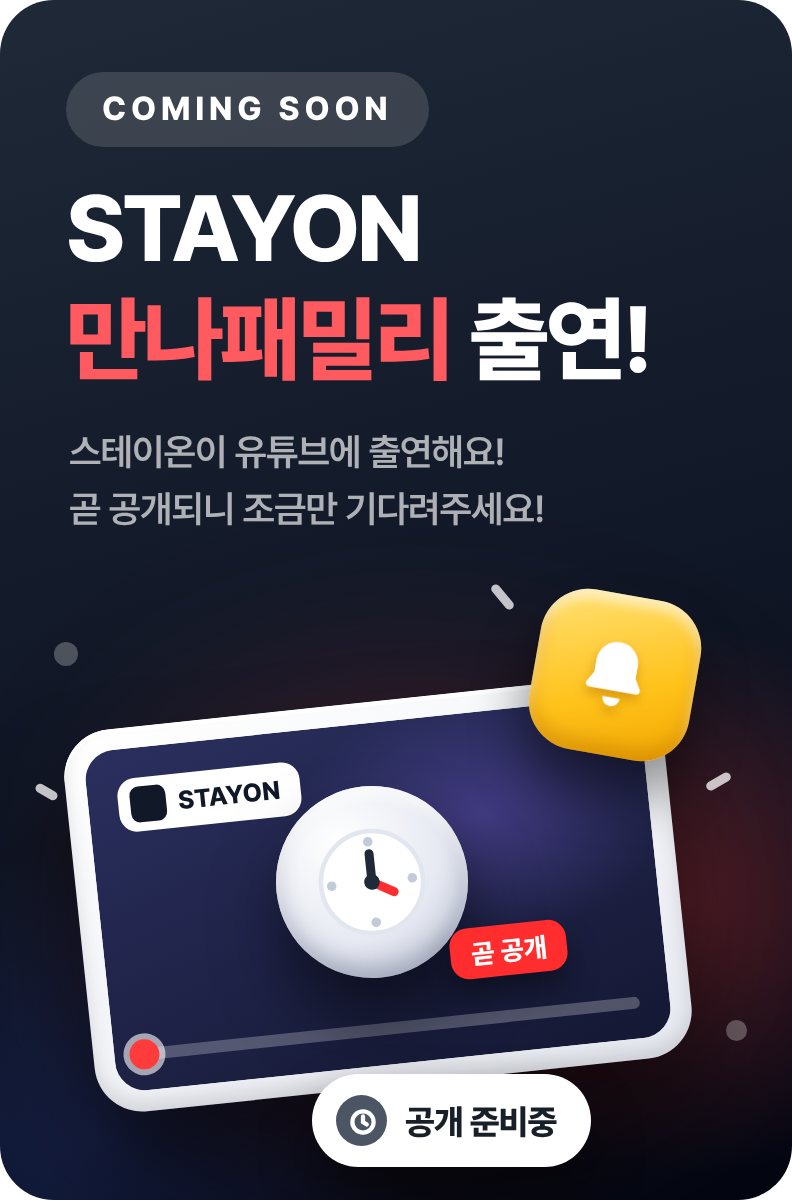 COMING SOON
STAYON
만나패밀리 출연!
스테이온이 유튜브에 출연해요!
곧 공개되니 조금만 기다려주세요!
STAYON
곧 공개
공개 준비중